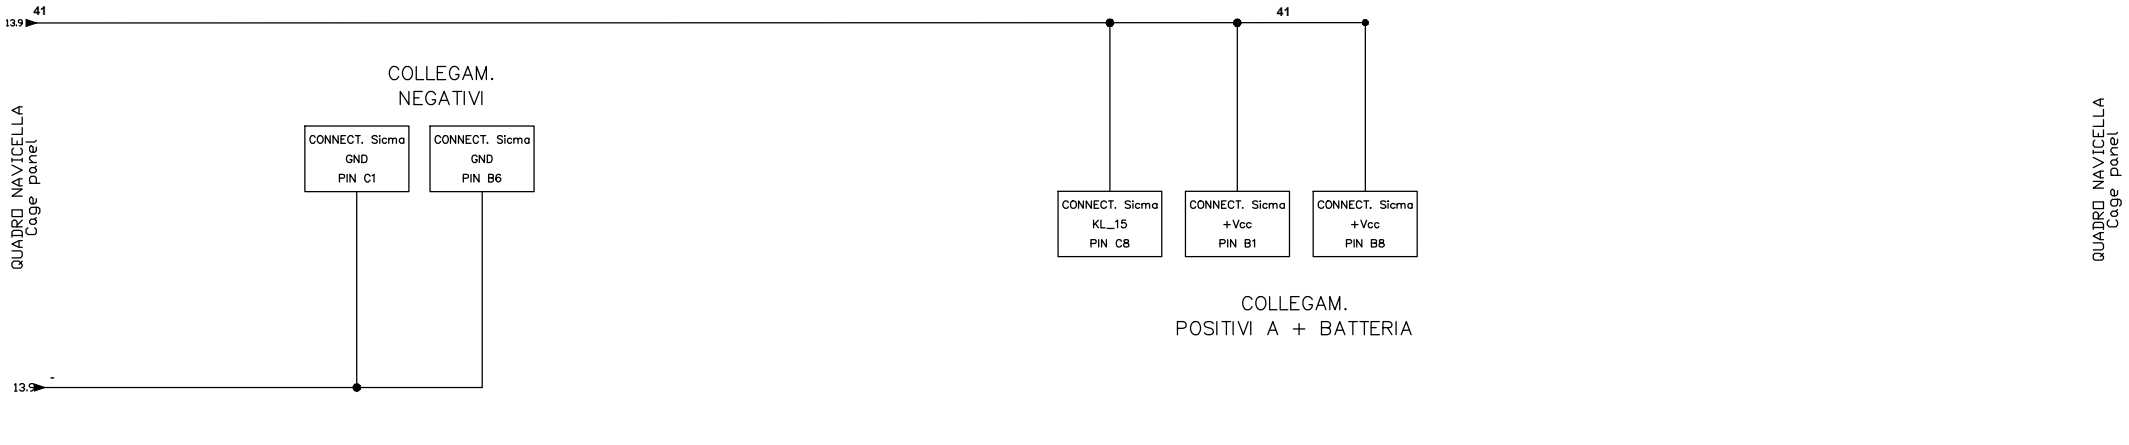 41
13.9
41
COLLEGAM.
NEGATIVI
QUADRO NAVICELLA
Cage panel
CONNECT. Sicma
GND
PIN C1
CONNECT. Sicma
GND
PIN B6
CONNECT. Sicma
KL_15
PIN C8
CONNECT. Sicma
+Vcc
PIN B1
CONNECT. Sicma
+Vcc
PIN B8
COLLEGAM.
POSITIVI A + BATTERIA
QUADRO NAVICELLA
Cage panel
-
13.9